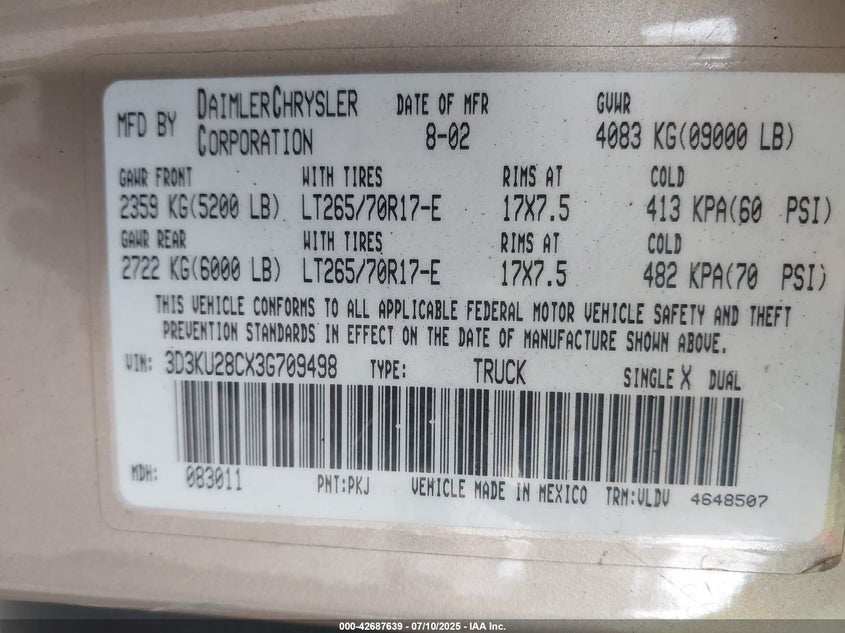 MFD BY DAIMLERCHRYSLER CORPORATION DATE OF MFR 8-02 GVWR 4083 KG(09000 LB)
GAWR FRONT WITH TIRES RIMS AT COLD
2359 KG(5200 LB) LT265/70R17-E 17X7.5 413 KPA(60 PSI)
GAWR REAR WITH TIRES RIMS AT COLD
2722 KG(6000 LB) LT265/70R17-E 17X7.5 482 KPA(70 PSI)
THIS VEHICLE CONFORMS TO ALL APPLICABLE FEDERAL MOTOR VEHICLE SAFETY AND THEFT
PREVENTION STANDARDS IN EFFECT ON THE DATE OF MANUFACTURE SHOWN ABOVE.
VIN: 3D3KU28CX3G709498 TYPE: TRUCK SINGLE X DUAL
MDH: 083011 PNT:PKJ VEHICLE MADE IN MEXICO TRM:VLDV 4648507
000-42687639 - 07/10/2025 - IAA Inc.